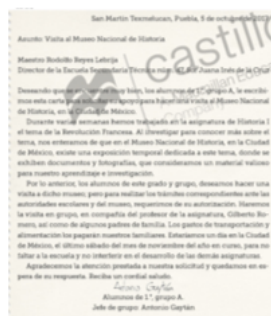 San Martín Texmelucan, Puebla, 5 de octubre de
Asunto: Visita al Museo Nacional de Historia
Maestro Rodolfo Reyes Lebrija
Director de la Escuela Secundaria Técnica núm. Juana Inés de la Cruz
Deseando que se encuentre muy bien, los alumnos de 1.º grupo A, le escribi-
mos esta carta para solicitar su apoyo para hacer una visita al Museo Nacional
de Historia, en la Ciudad de México.
Durante varias semanas hemos trabajado en la asignatura de Historia I
el tema de la Revolución Francesa. Al investigar para conocer más sobre el
tema, nos enteramos de que en el Museo Nacional de Historia, en la Ciudad
de México, existe una exposición temporal dedicada a este tema, donde se
exhiben documentos y fotografías, que consideramos un material valioso
para nuestro aprendizaje e investigación.
Por lo anterior, los alumnos de este grado y grupo, deseamos hacer una
visita a dicho museo, pero para realizar los trámites correspondientes ante las
autoridades escolares y del museo, requerimos de su autorización. Haremos
la visita en grupo, en compañía del profesor de la asignatura, Gilberto Ro-
mero, así como de algunos padres de familia. Los gastos de transportación y
alimentación los pagarán nuestros familiares. Estaríamos un día en la Ciudad
de México, el último sábado del mes de noviembre del año en curso, para no
faltar a la escuela y no interferir en el desarrollo de las demás asignaturas.
Agradecemos la atención prestada a nuestra solicitud y quedamos en es-
pera de su respuesta. Reciba un cordial saludo.
Antonio Gaytán
Alumnos de 1.º, grupo A.
Jefe de grupo: Antonio Gaytán
castillo